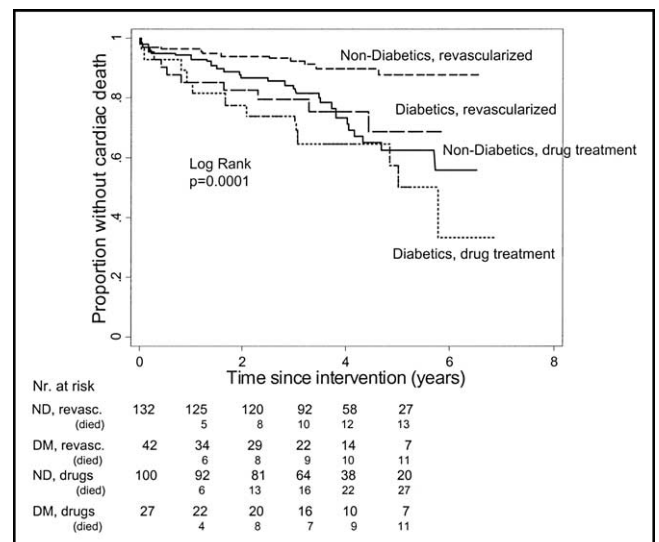 1
Non-Diabetics, revascularized
.8
Diabetics, revascularized
Non-Diabetics, drug treatment
.6
Log Rank
p=0.0001
.4
Diabetics, drug treatment
.2
0
Proportion without cardiac death
0 2 4 6 8
Time since intervention (years)
Nr. at risk
ND, revasc. 132 125 120 92 58 27
(died) 5 8 10 12 13
DM, revasc. 42 34 29 22 14 7
(died) 6 8 9 10 11
ND, drugs 100 92 81 64 38 20
(died) 6 13 16 22 27
DM, drugs 27 22 20 16 10 7
(died) 4 8 7 9 11